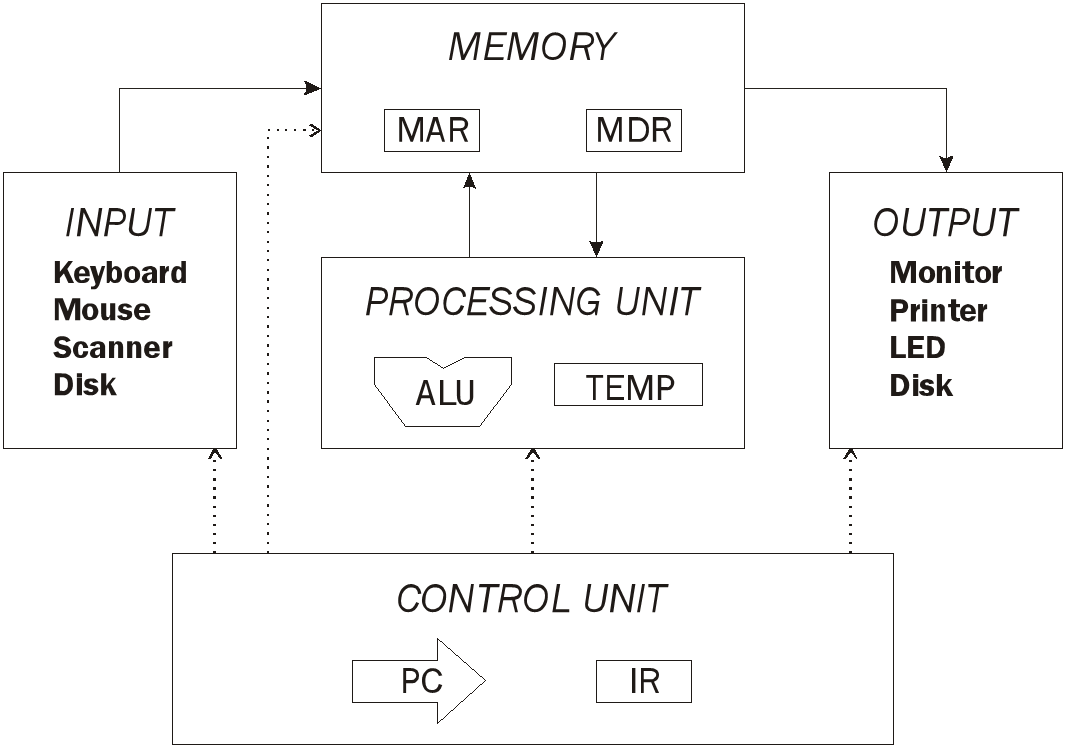 MEMORY
MAR
MDR
INPUT
Keyboard
Mouse
Scanner
Disk
PROCESSING UNIT
ALU
TEMP
OUTPUT
Monitor
Printer
LED
Disk
CONTROL UNIT
PC
IR